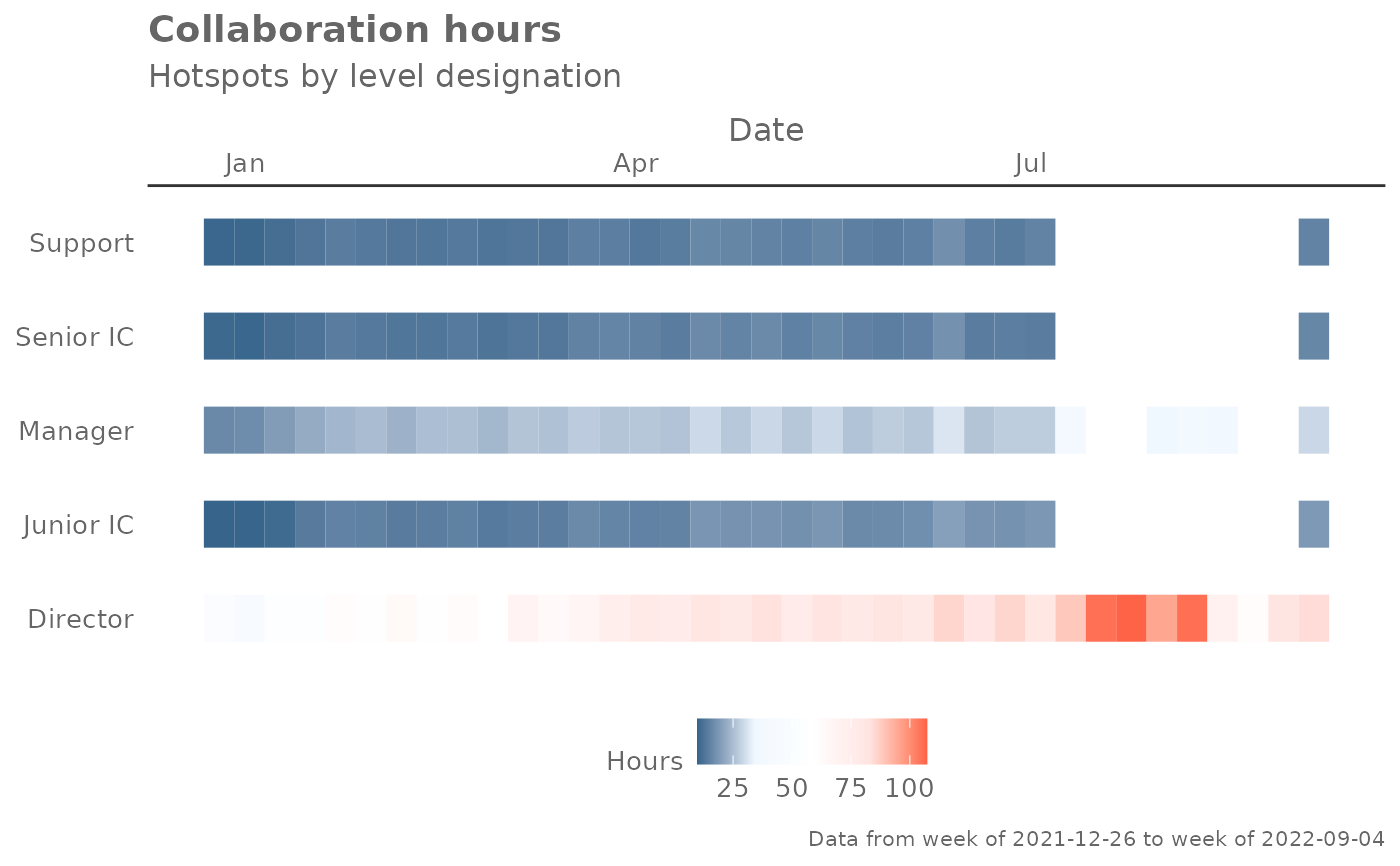 Collaboration hours
Hotspots by level designation
Date
Jan Apr Jul
Support
Senior IC
Manager
Junior IC
Director
Hours
25 50 75 100
Data from week of 2021-12-26 to week of 2022-09-04